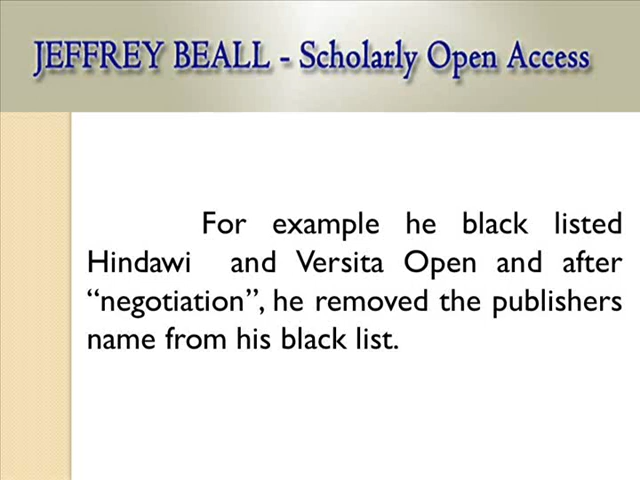 JEFFREY BEALL - Scholarly Open Access
For example he black listed
Hindawi and Versita Open and after
“negotiation”, he removed the publishers
name from his black list.